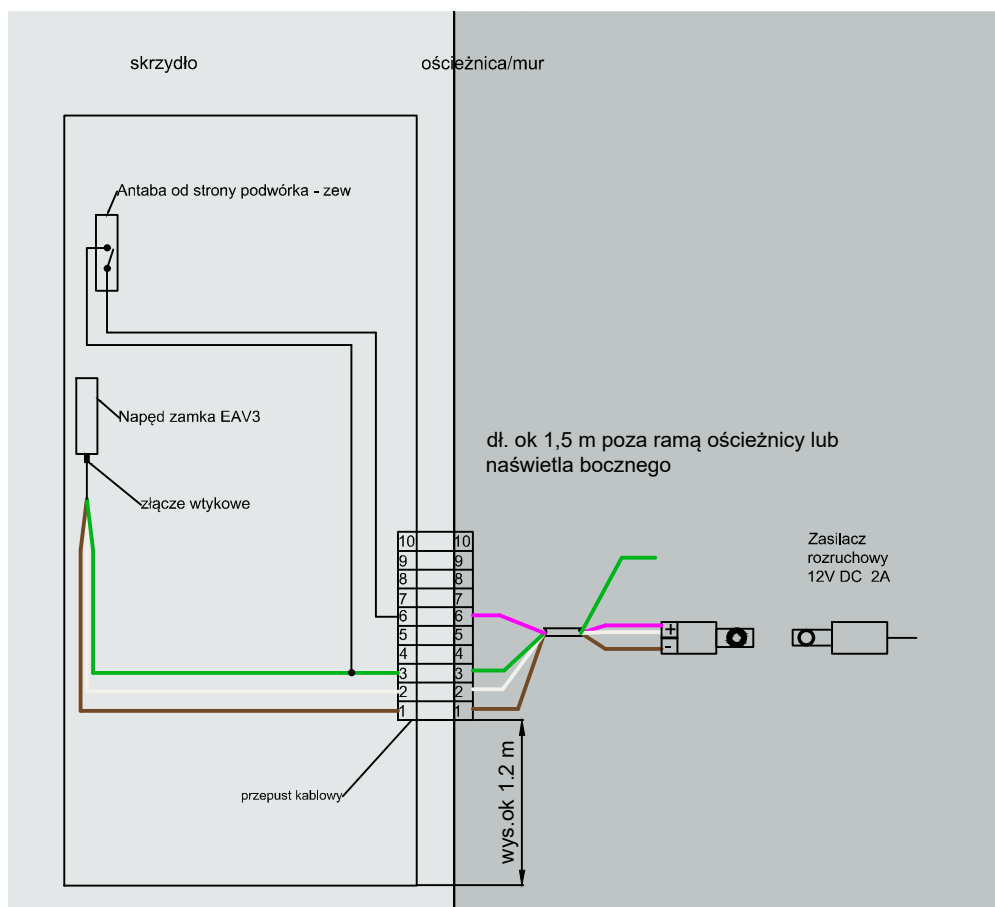 skrzydło
ościeżnica/mur
Antaba od strony podwórka - zew
Napęd zamka EAV3
złącze wtykowe
dł. ok 1,5 m poza ramą ościeżnicy lub
naświetla bocznego
Zasilacz
rozruchowy
12V DC 2A
10 10
9 9
8 8
7 7
6 6
5 5
4 4
3 3
2 2
1 1
+
-
przepust kablowy
wys.ok 1.2 m